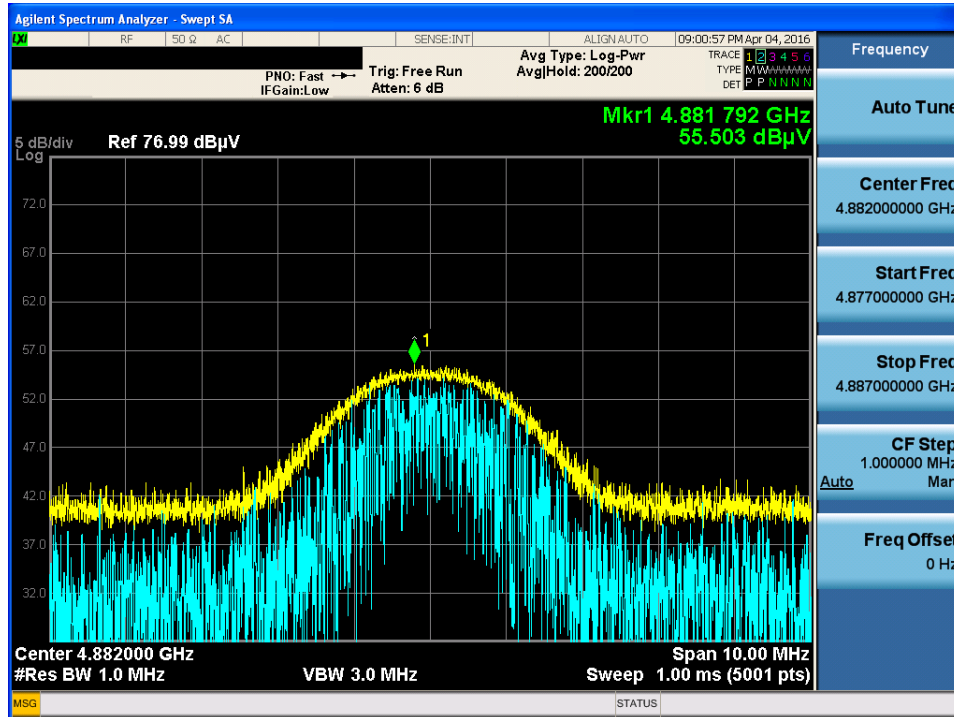 Agilent Spectrum Analyzer - Swept SA
LXI RF 50 Ω AC SENSE:INT ALIGN AUTO 09:00:57 PM Apr 04, 2016
PNO: Fast Trig: Free Run Avg Type: Log-Pwr TRACE 1 2 3 4 5 6
IFGain:Low Atten: 6 dB Avg|Hold: 200/200 TYPE M W W W W W
DET P P N N N N
Mkr1 4.881 792 GHz
55.503 dBµV
5 dB/div Ref 76.99 dBµV
Log
72.0
67.0
62.0
57.0
1
52.0
47.0
42.0
37.0
32.0
Center 4.882000 GHz Span 10.00 MHz
#Res BW 1.0 MHz VBW 3.0 MHz Sweep 1.00 ms (5001 pts)
MSG STATUS
Frequency
Auto Tune
Center Freq
4.882000000 GHz
Start Freq
4.877000000 GHz
Stop Freq
4.887000000 GHz
CF Step
1.000000 MHz
Auto Man
Freq Offset
0 Hz